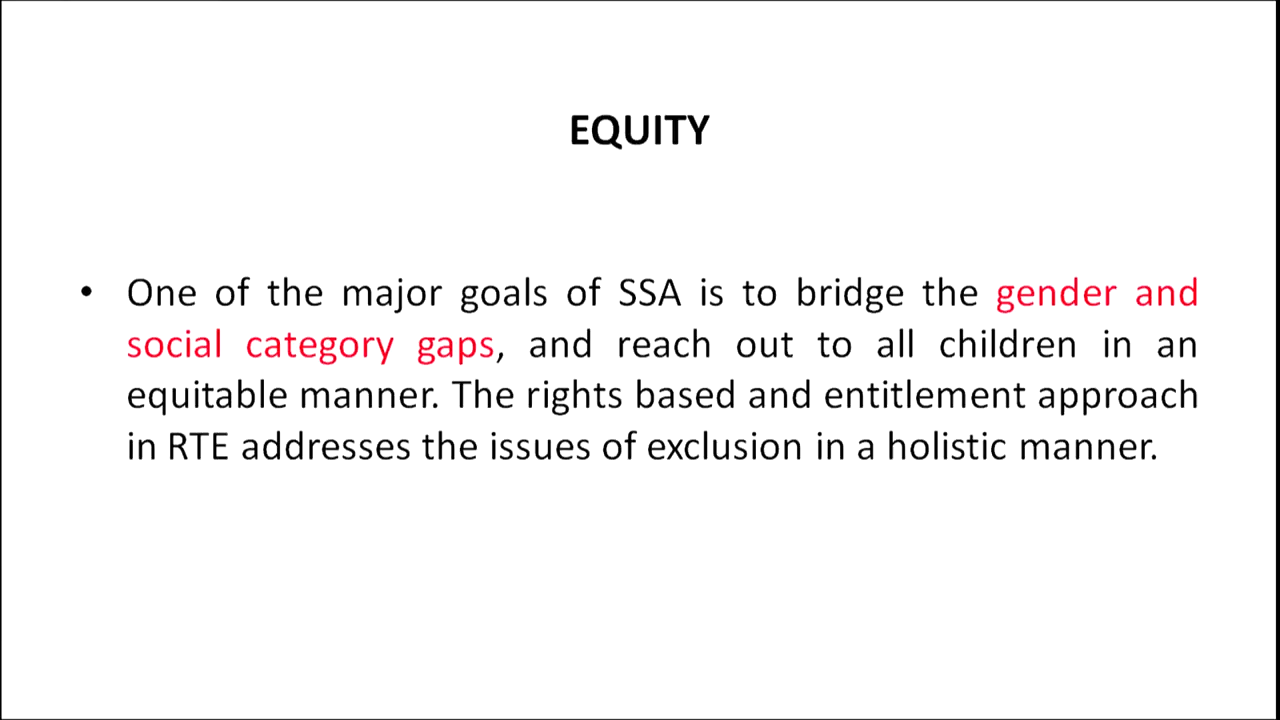 EQUITY
• One of the major goals of SSA is to bridge the gender and
social category gaps, and reach out to all children in an
equitable manner. The rights based and entitlement approach
in RTE addresses the issues of exclusion in a holistic manner.